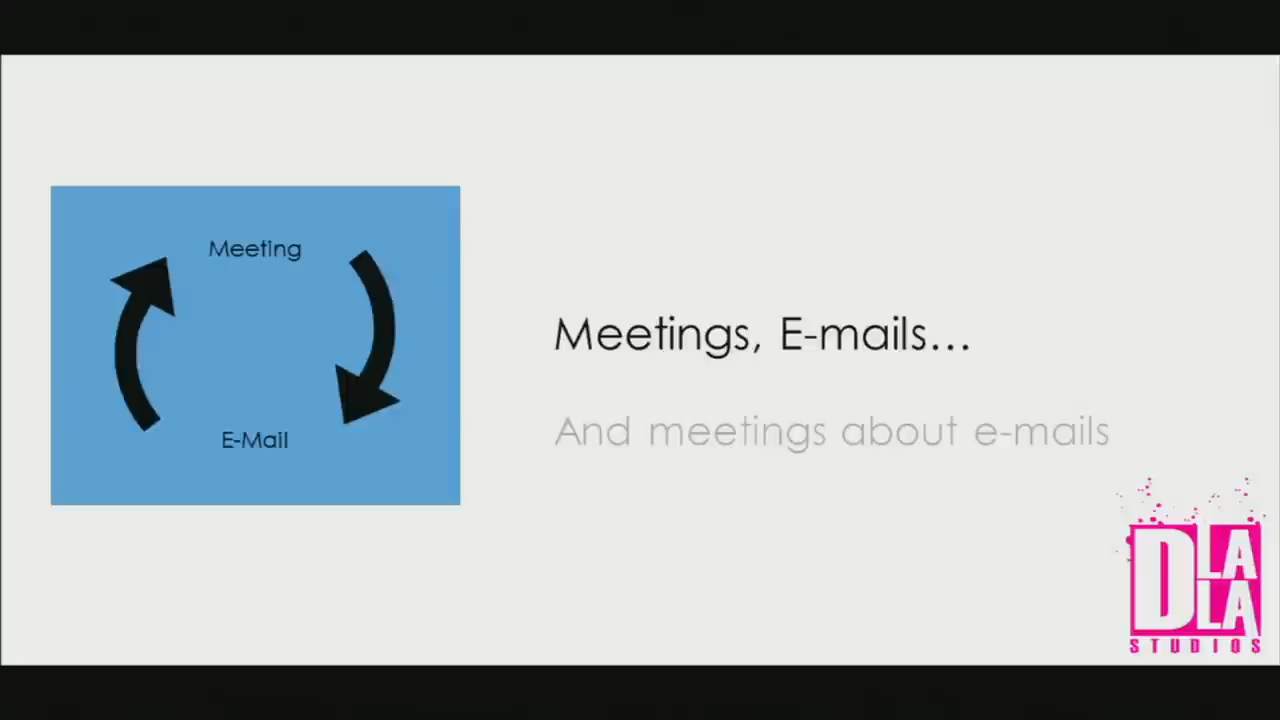 Meeting
E-Mail
Meetings, E-mails...
And meetings about e-mails
DLALA
STUDIOS